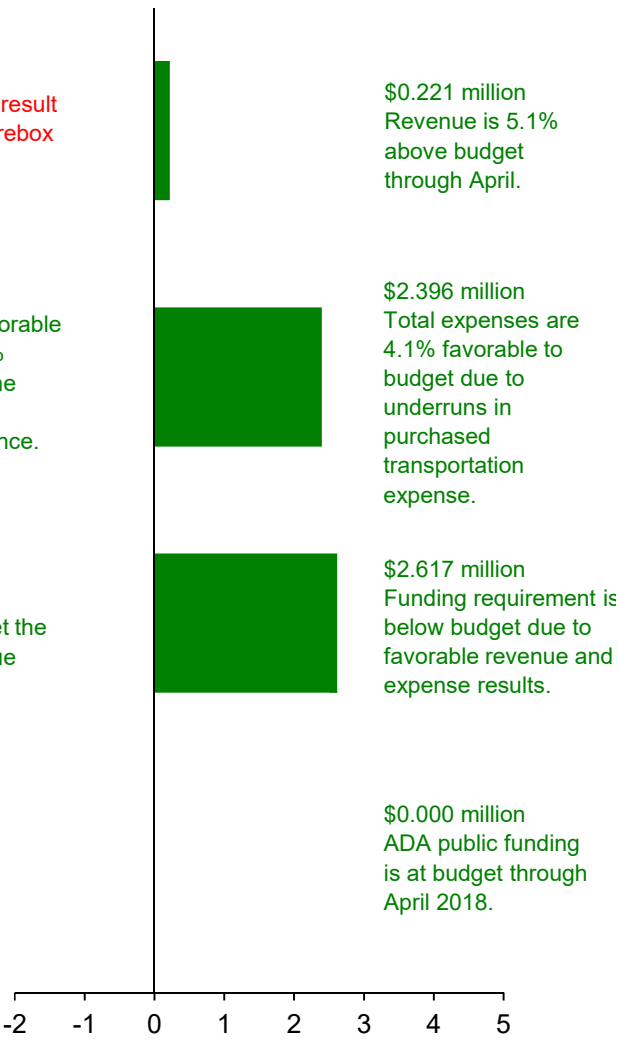 result
rebox
$0.221 million
Revenue is 5.1%
above budget
through April.
orable
%
ne
nce.
$2.396 million
Total expenses are
4.1% favorable to
budget due to
underruns in
purchased
transportation
expense.
et the
ue
$2.617 million
Funding requirement is
below budget due to
favorable revenue and
expense results.
$0.000 million
ADA public funding
is at budget through
April 2018.
-2 -1 0 1 2 3 4 5